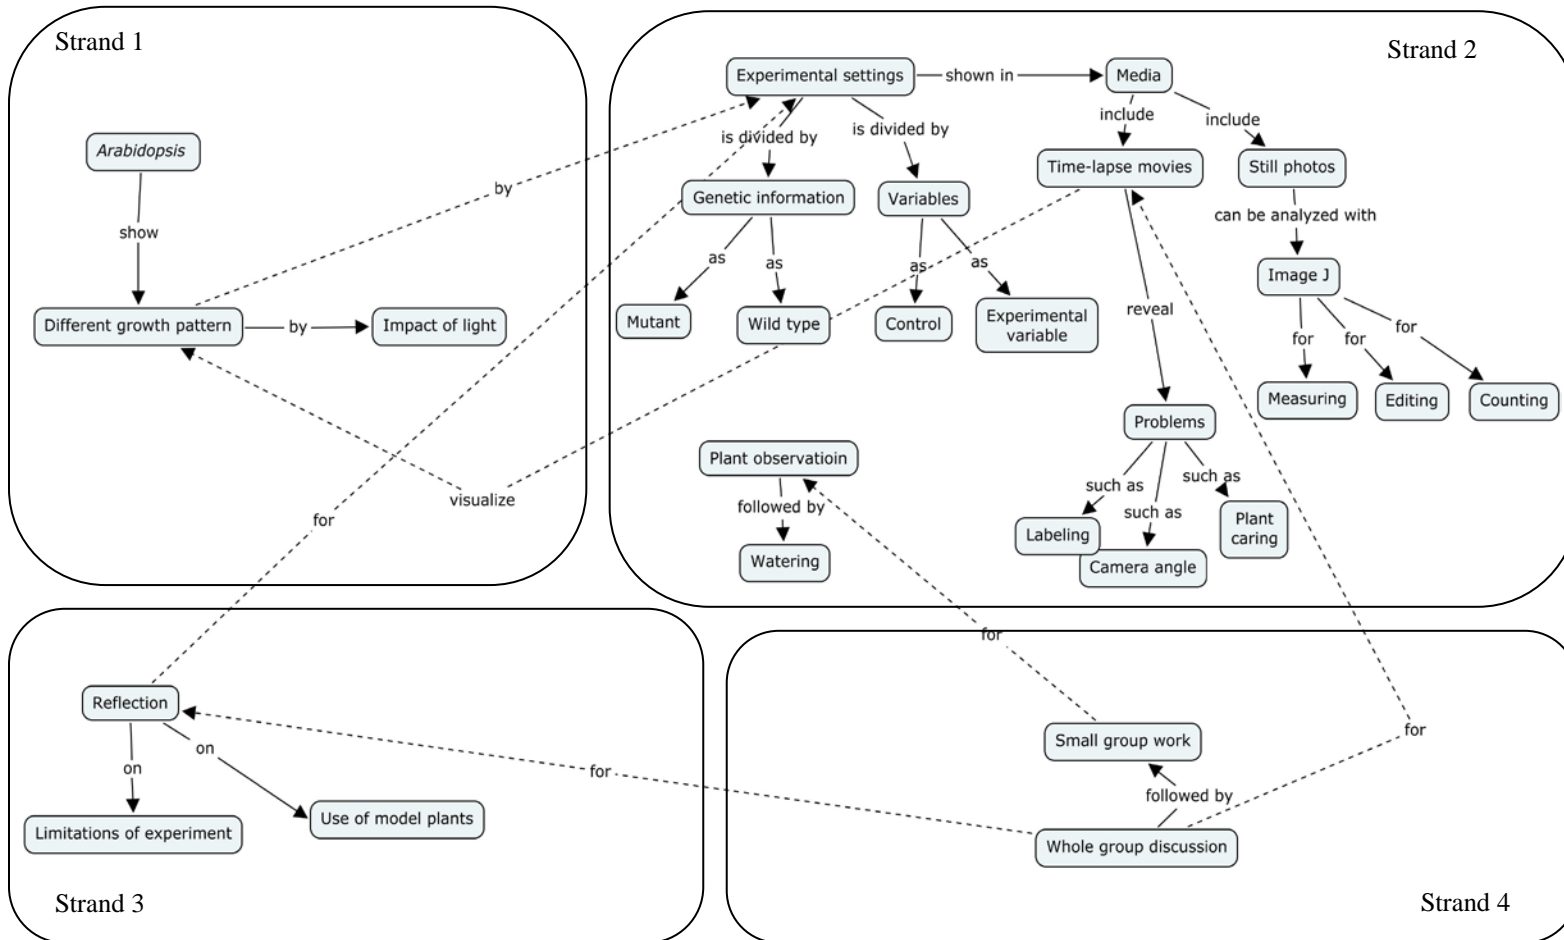 Strand 1
Arabidopsis
show
Different growth pattern
by
Impact of light
by
visualize
for
Strand 2
Experimental settings
shown in
Media
is divided by
is divided by
include
include
Genetic information
Variables
Time-lapse movies
Still photos
as
as
as
as
can be analyzed with
Mutant
Wild type
Control
Experimental
variable
reveal
Image J
for
for
for
Measuring
Editing
Counting
Problems
such as
such as
such as
Labeling
Camera angle
Plant
caring
Plant observatioin
followed by
Watering
for
Strand 3
Reflection
on
on
Limitations of experiment
Use of model plants
for
Strand 4
Small group work
followed by
Whole group discussion
for